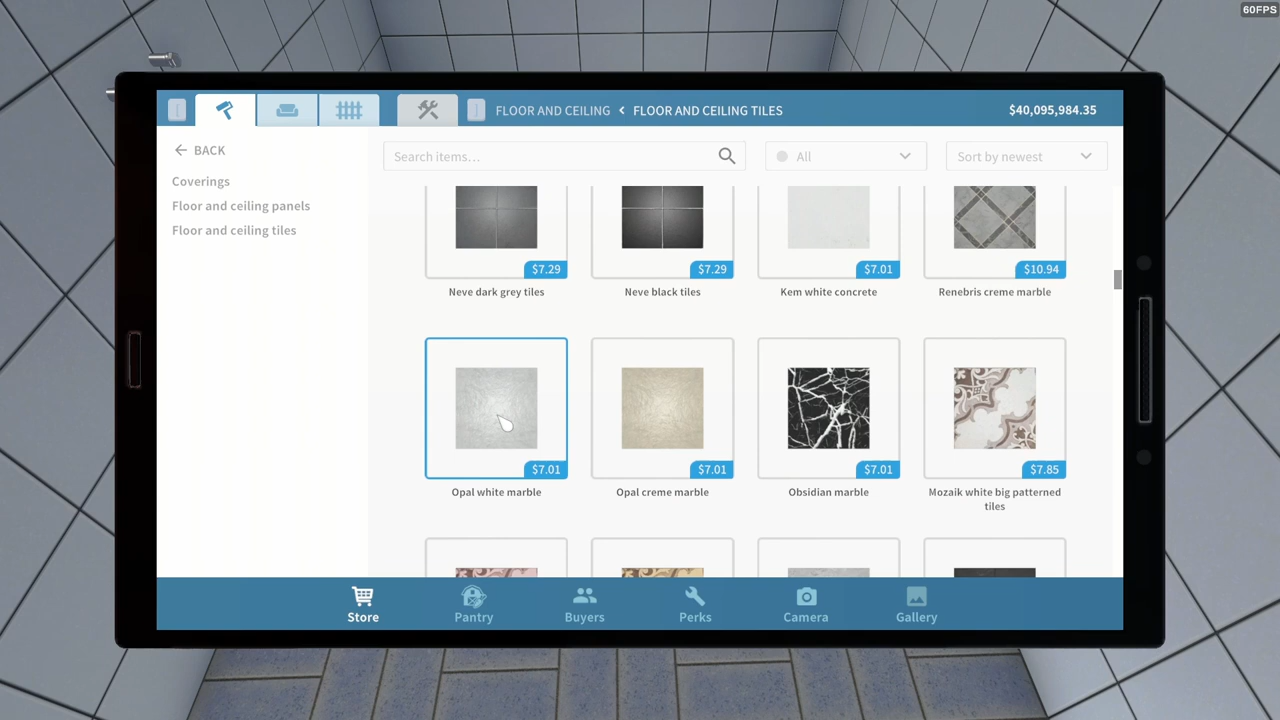 60FPS
FLOOR AND CEILING < FLOOR AND CEILING TILES
$40,095,984.35
BACK
Coverings
Floor and ceiling panels
Floor and ceiling tiles
Search items...
All
Sort by newest
$7.29
Neve dark grey tiles
$7.29
Neve black tiles
$7.01
Kem white concrete
$10.94
Renebris creme marble
$7.01
Opal white marble
$7.01
Opal creme marble
$7.01
Obsidian marble
$7.85
Mozaik white big patterned
tiles
Store
Pantry
Buyers
Perks
Camera
Gallery